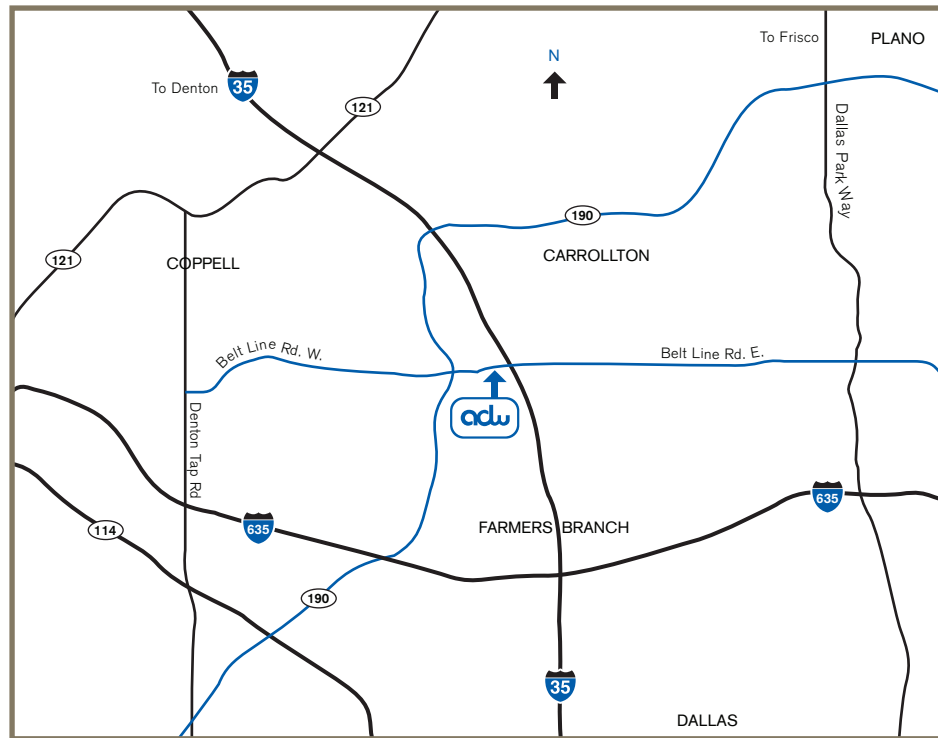 To Frisco
PLANO
N
To Denton
35
121
Dallas Park Way
190
121
COPPELL
CARROLLTON
Belt Line Rd. W.
Belt Line Rd. E.
adw
Denton Tap Rd
635
635
FARMERS BRANCH
114
190
35
DALLAS